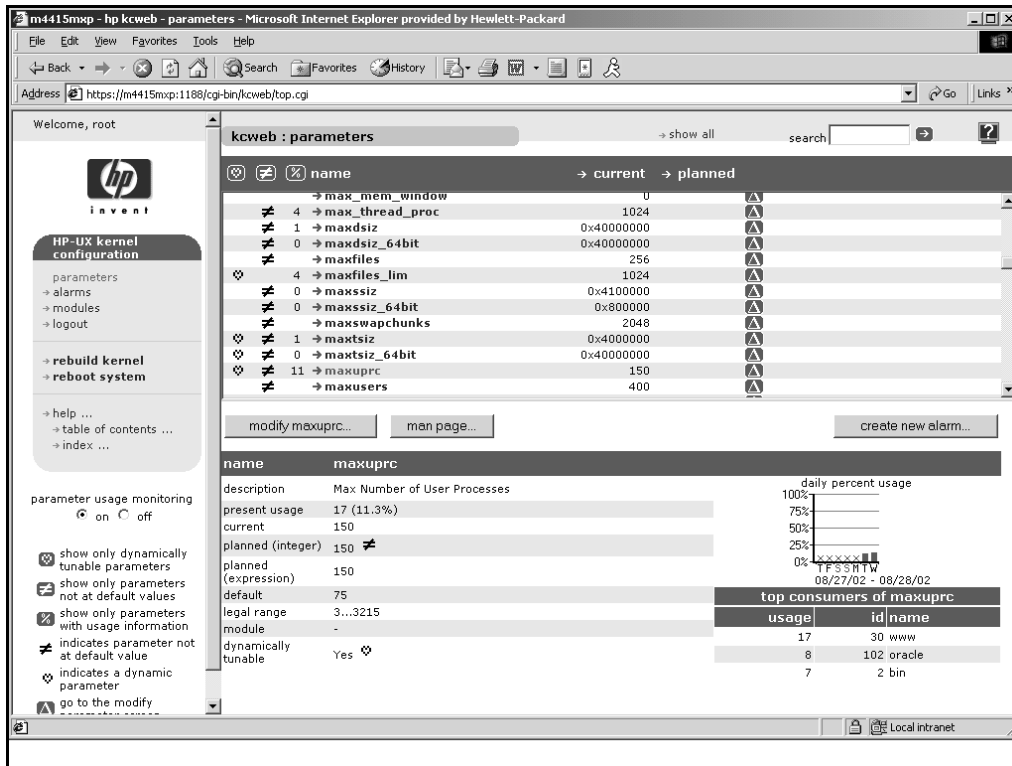 m4415mxp - hp kcweb - parameters - Microsoft Internet Explorer provided by Hewlett-Packard
File Edit View Favorites Tools Help
Back Search Favorites History
Address https://m4415mxp:1188/cgi-bin/kcweb/top.cgi Go Links »
Welcome, root
hp
invent
HP-UX kernel
configuration
parameters
→ alarms
→ modules
→ logout
→ rebuild kernel
→ reboot system
→ help ...
→ table of contents ...
→ index ...
parameter usage monitoring
on off
show only dynamically
tunable parameters
≠ show only parameters
not at default values
% show only parameters
with usage information
≠ indicates parameter not
at default value
indicates a dynamic
parameter
go to the modify
kcweb : parameters → show all search ?
≠ % name → current → planned
→ max_mem_window 0
≠ 4 → max_thread_proc 1024
≠ 1 → maxdsiz 0x40000000
≠ 0 → maxdsiz_64bit 0x40000000
≠ → maxfiles 256
4 → maxfiles_lim 1024
≠ 0 → maxssiz 0x4100000
≠ 0 → maxssiz_64bit 0x800000
≠ → maxswapchunks 2048
≠ 1 → maxtsiz 0x4000000
≠ 0 → maxtsiz_64bit 0x40000000
≠ 11 → maxuprc 150
≠ → maxusers 400
modify maxuprc... man page... create new alarm...
name maxuprc
description Max Number of User Processes
present usage 17 (11.3%)
current 150
planned (integer) 150 ≠
planned
(expression) 150
default 75
legal range 3...3215
module -
dynamically
tunable Yes
daily percent usage
100%
75%
50%
25%
0%
T F S S M T W
08/27/02 - 08/28/02
top consumers of maxuprc
usage id name
17 30 www
8 102 oracle
7 2 bin
Local intranet